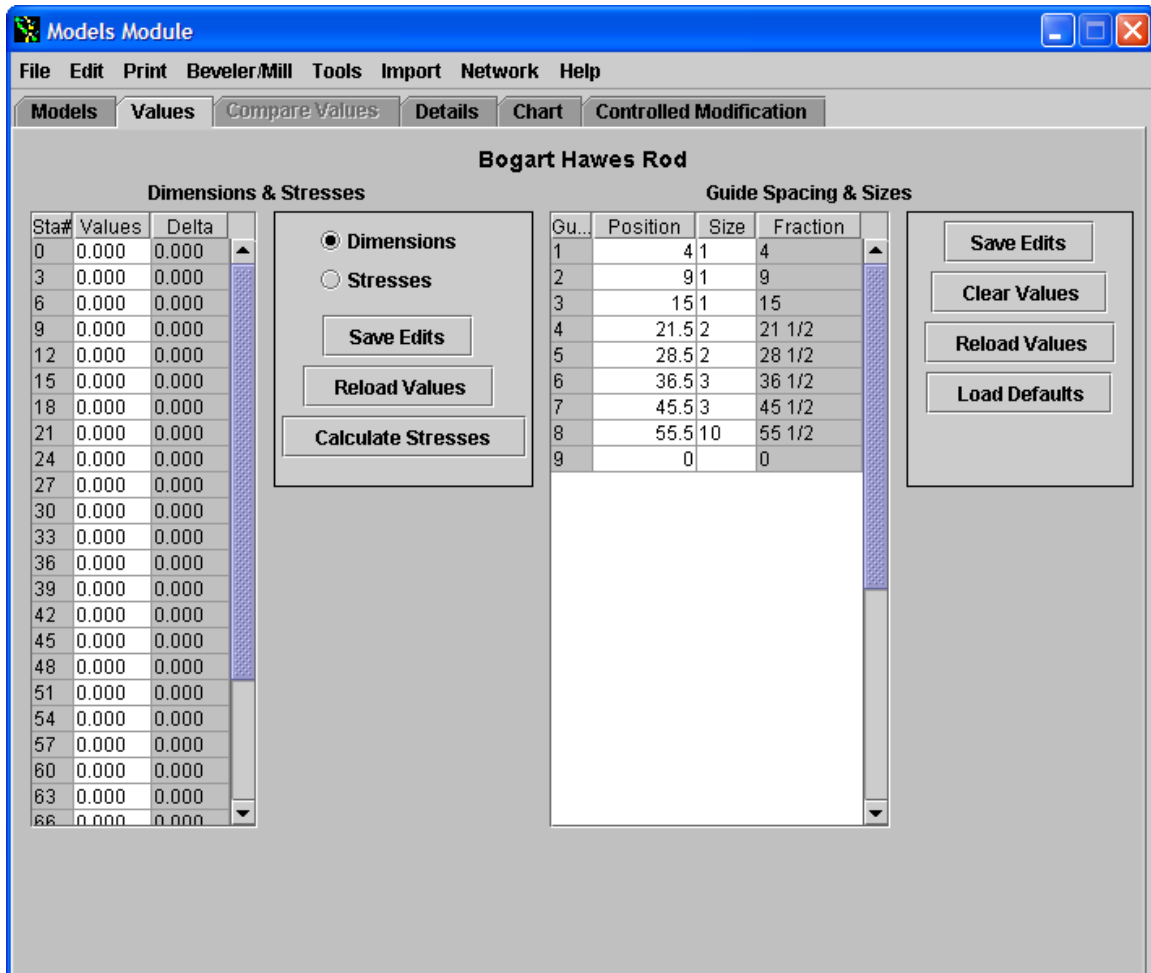 Models Module
File Edit Print Beveler/Mill Tools Import Network Help
Models Values Compare Values Details Chart Controlled Modification
Bogart Hawes Rod
Dimensions & Stresses
Sta# Values Delta
0 0.000 0.000
3 0.000 0.000
6 0.000 0.000
9 0.000 0.000
12 0.000 0.000
15 0.000 0.000
18 0.000 0.000
21 0.000 0.000
24 0.000 0.000
27 0.000 0.000
30 0.000 0.000
33 0.000 0.000
36 0.000 0.000
39 0.000 0.000
42 0.000 0.000
45 0.000 0.000
48 0.000 0.000
51 0.000 0.000
54 0.000 0.000
57 0.000 0.000
60 0.000 0.000
63 0.000 0.000
66 0.000 0.000
Dimensions
Stresses
Save Edits
Reload Values
Calculate Stresses
Guide Spacing & Sizes
Gu... Position Size Fraction
1 4 1 4
2 9 1 9
3 15 1 15
4 21.5 2 21 1/2
5 28.5 2 28 1/2
6 36.5 3 36 1/2
7 45.5 3 45 1/2
8 55.5 10 55 1/2
9 0 0
Save Edits
Clear Values
Reload Values
Load Defaults